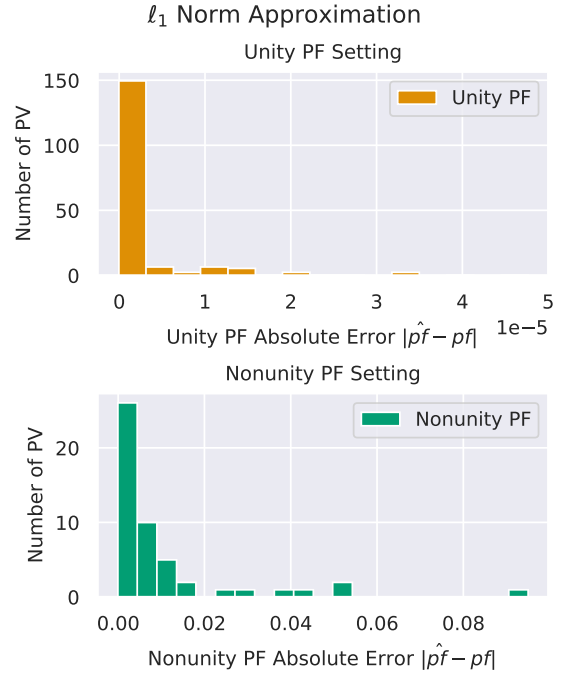 ℓ₁ Norm Approximation
Unity PF Setting
150
100
50
0
Number of PV
Unity PF
0 1 2 3 4 5
1e−5
Unity PF Absolute Error |p̂f − pf|
Nonunity PF Setting
20
10
0
Number of PV
Nonunity PF
0.00 0.02 0.04 0.06 0.08
Nonunity PF Absolute Error |p̂f − pf|